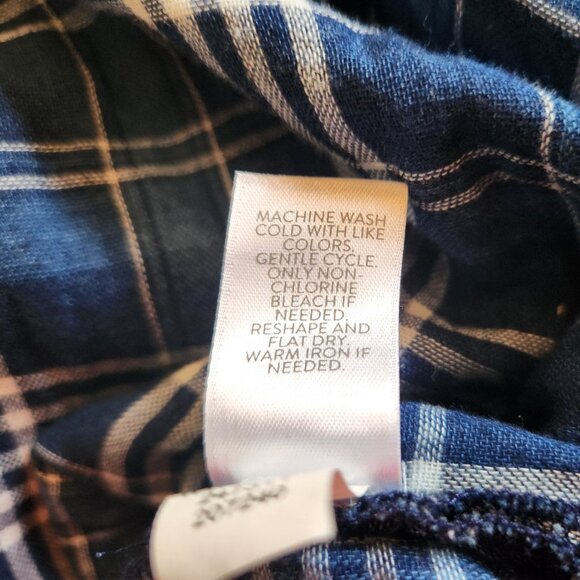 MACHINE WASH
COLD WITH LIKE
COLORS.
GENTLE CYCLE.
ONLY NON-
CHLORINE
BLEACH IF
NEEDED.
RESHAPE AND
FLAT DRY.
WARM IRON IF
NEEDED.